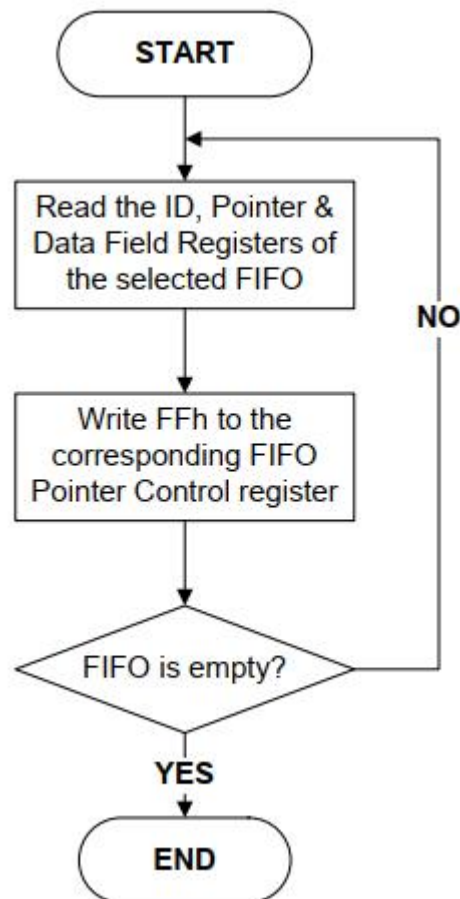 START
Read the ID, Pointer &
Data Field Registers of
the selected FIFO
NO
Write FFh to the
corresponding FIFO
Pointer Control register
FIFO is empty?
YES
END